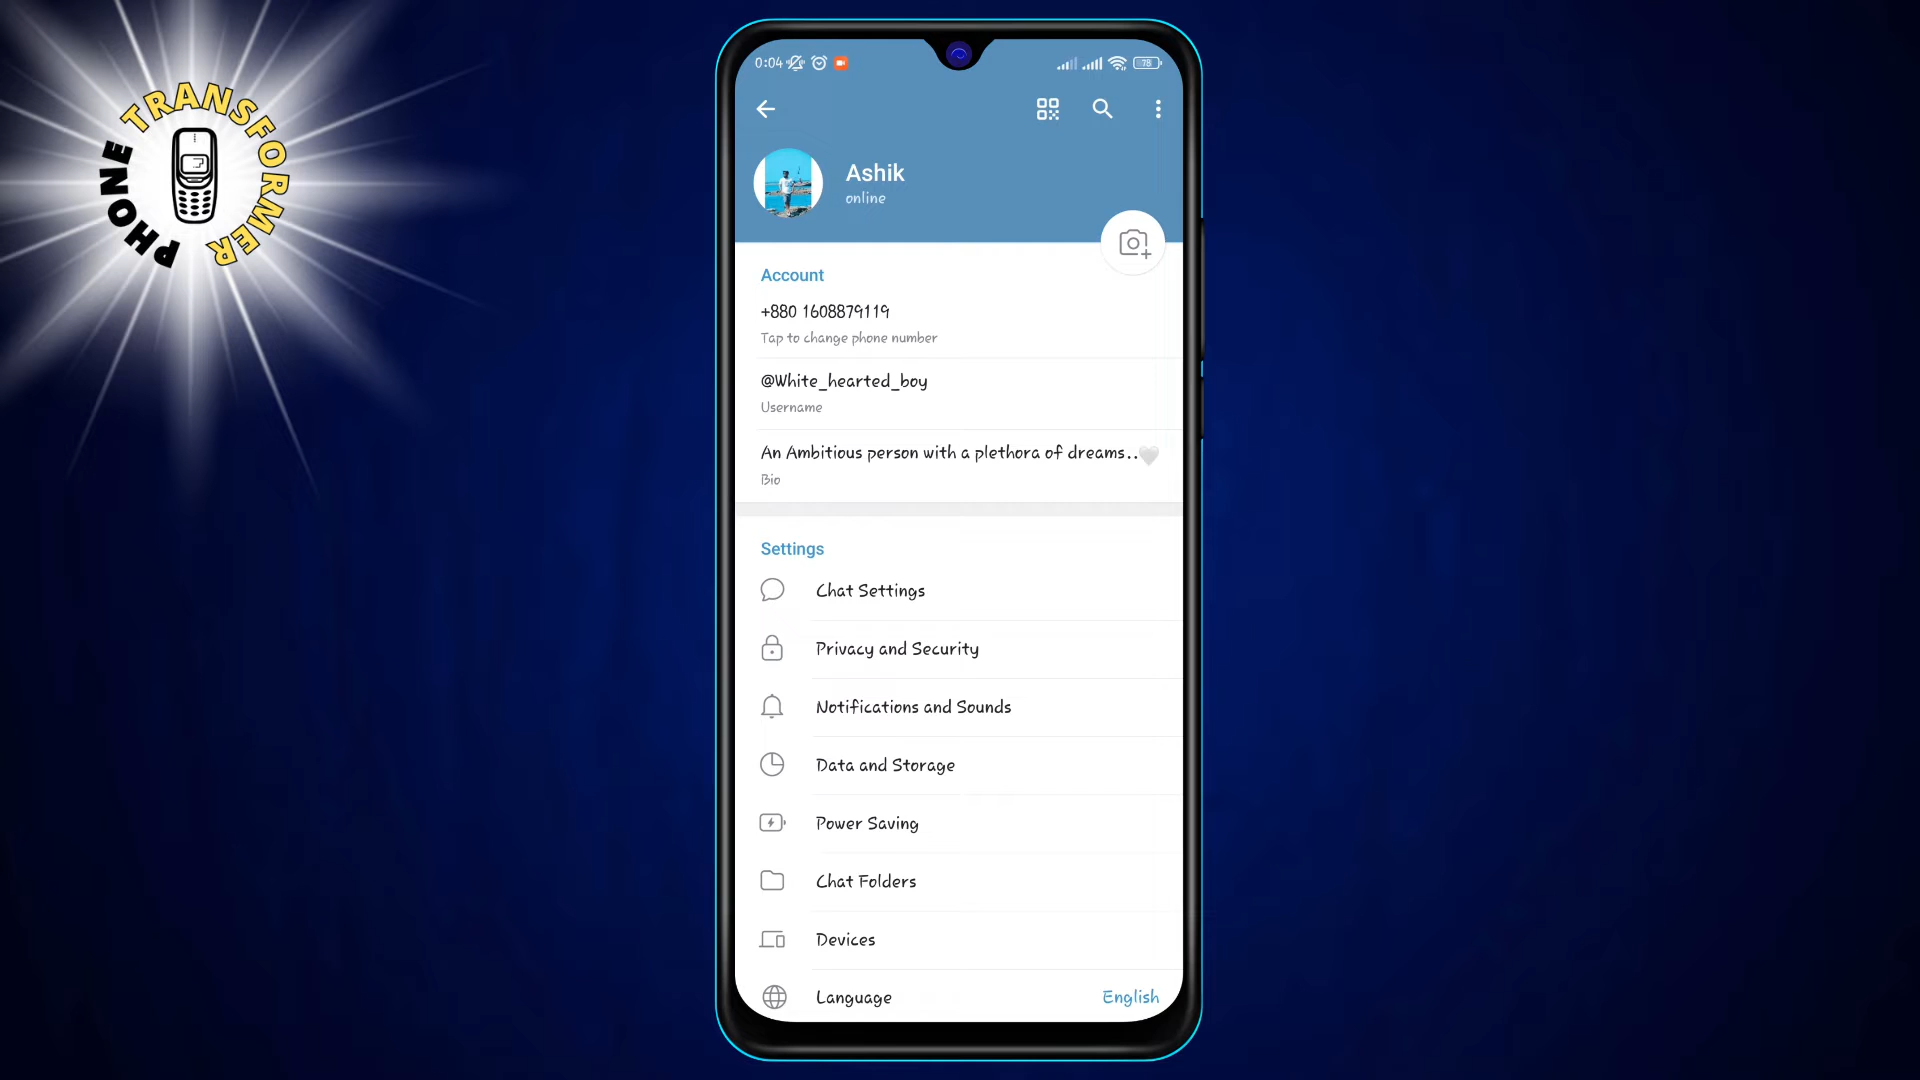 PHONE TRANSFORMER
0:04
78
Ashik
online
Account
+880 1608879119
Tap to change phone number
@White_hearted_boy
Username
An Ambitious person with a plethora of dreams..🤍
Bio
Settings
Chat Settings
Privacy and Security
Notifications and Sounds
Data and Storage
Power Saving
Chat Folders
Devices
Language English